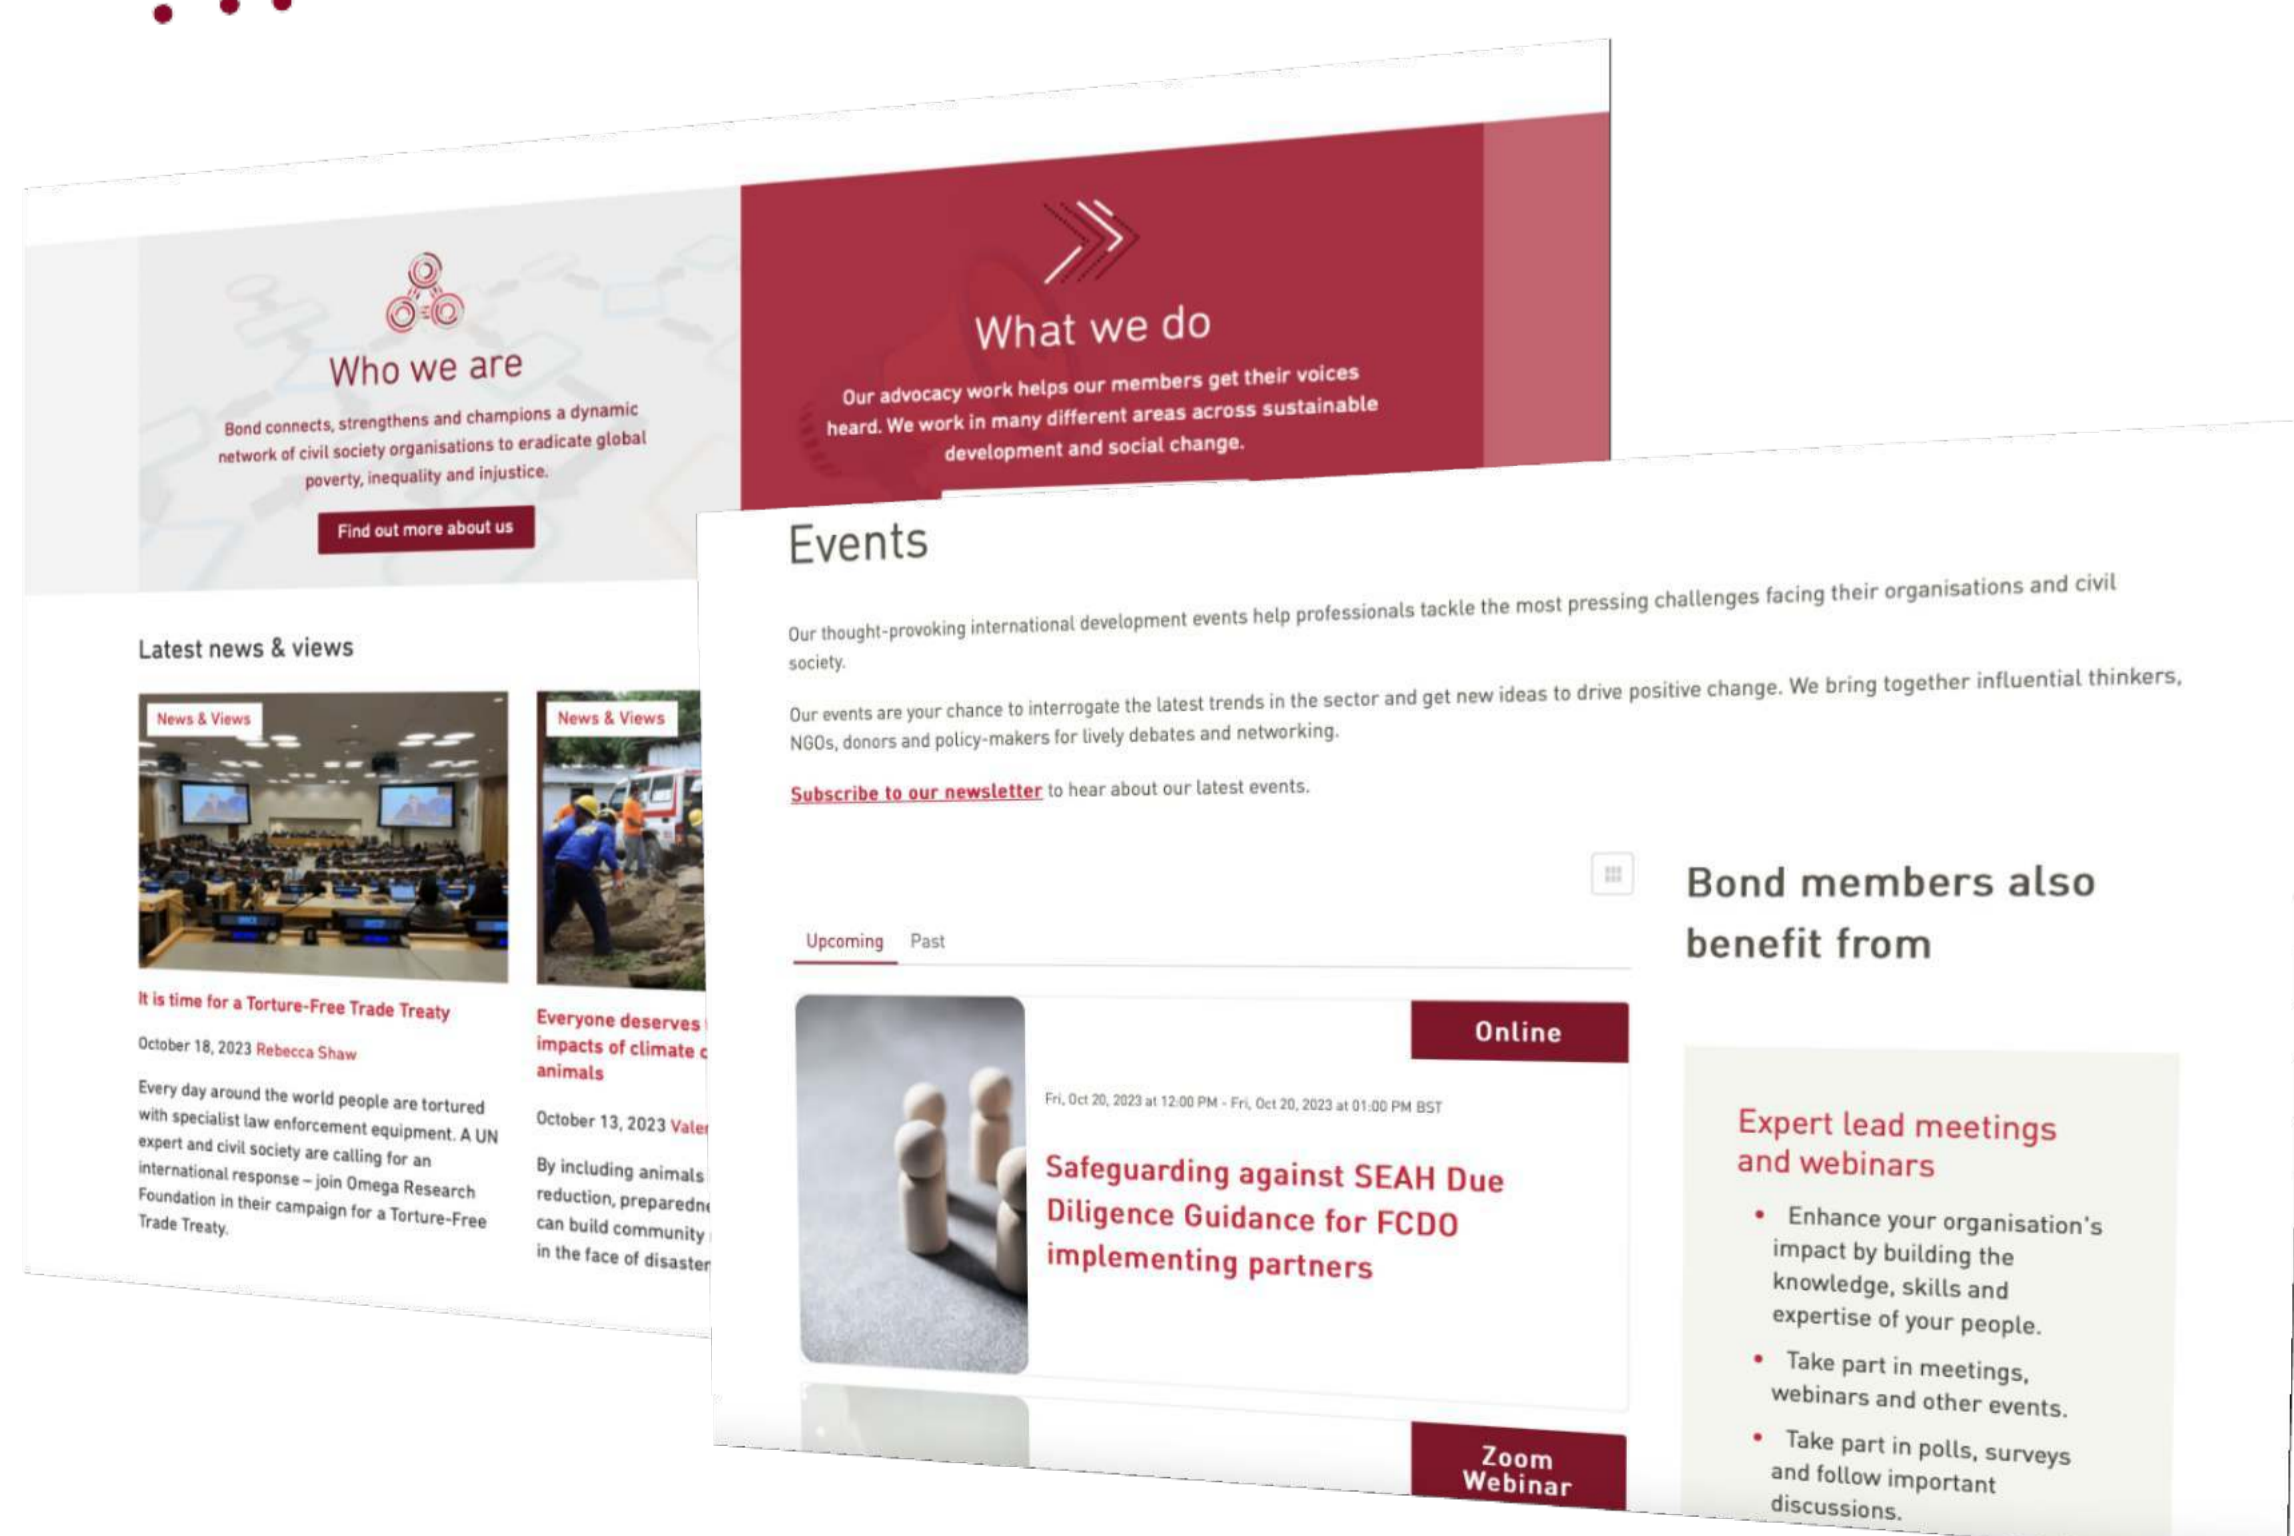 Who we are
Bond connects, strengthens and champions a dynamic
network of civil society organisations to eradicate global
poverty, inequality and injustice.
Find out more about us
What we do
Our advocacy work helps our members get their voices
heard. We work in many different areas across sustainable
development and social change.
Latest news & views
News & Views
It is time for a Torture-Free Trade Treaty
October 18, 2023 Rebecca Shaw
Every day around the world people are tortured
with specialist law enforcement equipment. A UN
expert and civil society are calling for an
international response – join Omega Research
Foundation in their campaign for a Torture-Free
Trade Treaty.
News & Views
Everyone deserves
impacts of climate c
animals
October 13, 2023 Valer
By including animals
reduction, preparedne
can build community
in the face of disaster
Events
Our thought-provoking international development events help professionals tackle the most pressing challenges facing their organisations and civil
society.
Our events are your chance to interrogate the latest trends in the sector and get new ideas to drive positive change. We bring together influential thinkers,
NGOs, donors and policy-makers for lively debates and networking.
Subscribe to our newsletter to hear about our latest events.
Upcoming Past
Online
Fri, Oct 20, 2023 at 12:00 PM - Fri, Oct 20, 2023 at 01:00 PM BST
Safeguarding against SEAH Due
Diligence Guidance for FCDO
implementing partners
Zoom
Webinar
Bond members also
benefit from
Expert lead meetings
and webinars
• Enhance your organisation's
impact by building the
knowledge, skills and
expertise of your people.
• Take part in meetings,
webinars and other events.
• Take part in polls, surveys
and follow important
discussions.